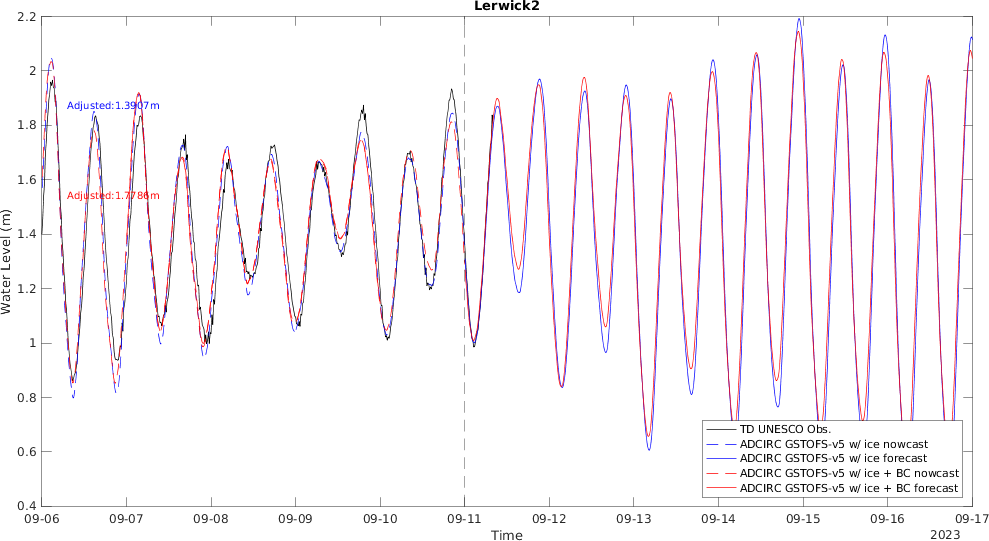 Lerwick2
2.2
2
1.8
1.6
1.4
1.2
1
0.8
0.6
0.4
Water Level (m)
Adjusted:1.3907m
Adjusted:1.7786m
TD UNESCO Obs.
ADCIRC GSTOFS-v5 w/ ice nowcast
ADCIRC GSTOFS-v5 w/ ice forecast
ADCIRC GSTOFS-v5 w/ ice + BC nowcast
ADCIRC GSTOFS-v5 w/ ice + BC forecast
09-06 09-07 09-08 09-09 09-10 09-11 09-12 09-13 09-14 09-15 09-16 09-17
Time
2023